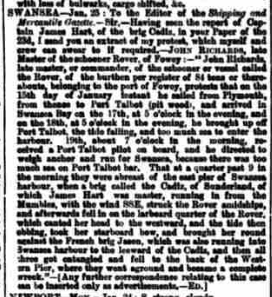 with loss of bulwarks, cargo shifted, &c.
SWANSEA.—Jan. 25: To the Editor of the Shipping and
Mercantile Gazette.—Sir,—Having seen the report of Cap-
tain James Hart, of the brig Cadiz, in your Paper of the
23d, I send you an extract of my protest, which myself and
crew can swear to if required.—JOHN RICHARDS, late
Master of the schooner Rover, of Fowey:—"John Richards,
late master, or commander, of the schooner or vessel called
the Rover, of the burthen per register of 84 tons or there-
abouts, belonging to the port of Fowey, protests that on the
15th day of January instant he sailed from Plymouth,
from thence to Port Talbot (pit wood), and arrived in
Swansea Bay on the 17th, at 5 o'clock in the evening, and
on the 18th, at 5 o'clock in the evening, he brought up off
Port Talbot, the tide falling, and too much sea to enter the
harbour. 19th, about 7 o'clock in the morning, re-
ceived a Port Talbot pilot on board, and he directed to
weigh anchor and run for Swansea, because there was too
much sea on Port Talbot bar. That at a quarter past 9 in
the morning they were abreast of the east pier of Swansea
harbour, when a brig called the Cadiz, of Sunderland, of
which James Hart was master, running in from the
Mumbles, with the wind SSE, struck the Rover amidships,
and afterwards fell in on the larboard quarter of the Rover,
which canted her head to the westward, and the tide then
ebbing, took her starboard bow, and brought her round
against the French brig Jason, which was also running into
Swansea harbour to the leeward of the Cadiz, and then all
three got entangled and fell to the back of the West-
ern Pier, where they went aground and became a complete
wreck."—[Any further correspondence relating to this case
can be inserted only as advertisements.—ED.]